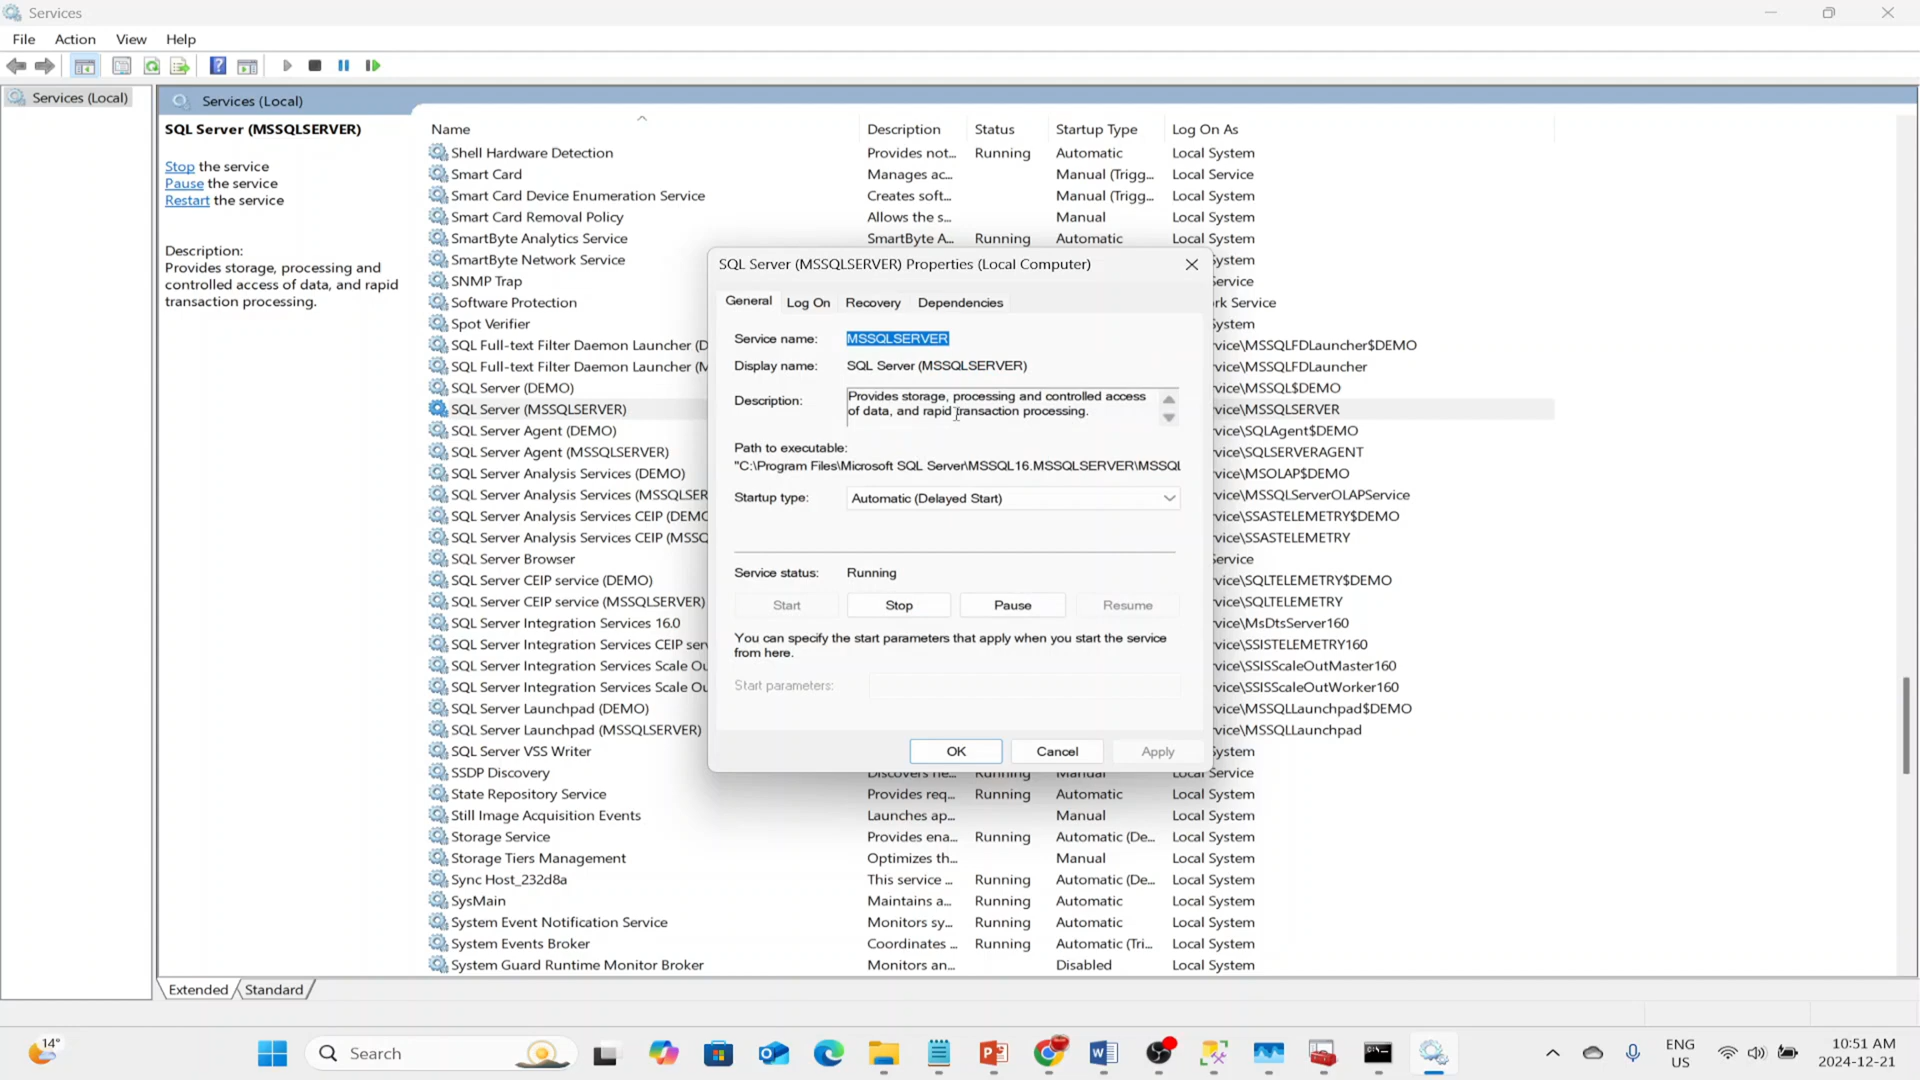 Services
File Action View Help
Services (Local)
Services (Local)
SQL Server (MSSQLSERVER)
Stop the service
Pause the service
Restart the service
Description:
Provides storage, processing and
controlled access of data, and rapid
transaction processing.
Name Description Status Startup Type Log On As
Shell Hardware Detection Provides not... Running Automatic Local System
Smart Card Manages ac... Manual (Trigg... Local Service
Smart Card Device Enumeration Service Creates soft... Manual (Trigg... Local System
Smart Card Removal Policy Allows the s... Manual Local System
SmartByte Analytics Service SmartByte A... Running Automatic Local System
SmartByte Network Service ystem
SNMP Trap ervice
Software Protection rk Service
Spot Verifier ystem
SQL Full-text Filter Daemon Launcher (D vice\MSSQLFDLauncher$DEMO
SQL Full-text Filter Daemon Launcher (M vice\MSSQLFDLauncher
SQL Server (DEMO) vice\MSSQL$DEMO
SQL Server (MSSQLSERVER) vice\MSSQLSERVER
SQL Server Agent (DEMO) vice\SQLAgent$DEMO
SQL Server Agent (MSSQLSERVER) vice\SQLSERVERAGENT
SQL Server Analysis Services (DEMO) vice\MSOLAP$DEMO
SQL Server Analysis Services (MSSQLSER vice\MSSQLServerOLAPService
SQL Server Analysis Services CEIP (DEMO vice\SSASTELEMETRY$DEMO
SQL Server Analysis Services CEIP (MSSQ vice\SSASTELEMETRY
SQL Server Browser ervice
SQL Server CEIP service (DEMO) vice\SQLTELEMETRY$DEMO
SQL Server CEIP service (MSSQLSERVER) vice\SQLTELEMETRY
SQL Server Integration Services 16.0 vice\MsDtsServer160
SQL Server Integration Services CEIP ser vice\SSISTELEMETRY160
SQL Server Integration Services Scale Ou vice\SSISScaleOutMaster160
SQL Server Integration Services Scale Ou vice\SSISScaleOutWorker160
SQL Server Launchpad (DEMO) vice\MSSQLLaunchpad$DEMO
SQL Server Launchpad (MSSQLSERVER) vice\MSSQLLaunchpad
SQL Server VSS Writer ystem
SSDP Discovery Discovers ne... Running Manual Local Service
State Repository Service Provides req... Running Automatic Local System
Still Image Acquisition Events Launches ap... Manual Local System
Storage Service Provides ena... Running Automatic (De... Local System
Storage Tiers Management Optimizes th... Manual Local System
Sync Host_232d8a This service ... Running Automatic (De... Local System
SysMain Maintains a... Running Automatic Local System
System Event Notification Service Monitors sy... Running Automatic Local System
System Events Broker Coordinates ... Running Automatic (Tri... Local System
System Guard Runtime Monitor Broker Monitors an... Disabled Local System
SQL Server (MSSQLSERVER) Properties (Local Computer)
General Log On Recovery Dependencies
Service name: MSSQLSERVER
Display name: SQL Server (MSSQLSERVER)
Description: Provides storage, processing and controlled access
of data, and rapid transaction processing.
Path to executable:
"C:\Program Files\Microsoft SQL Server\MSSQL16.MSSQLSERVER\MSSQL
Startup type: Automatic (Delayed Start)
Service status: Running
Start Stop Pause Resume
You can specify the start parameters that apply when you start the service
from here.
Start parameters:
OK Cancel Apply
Extended Standard
14°
Search
ENG
US
10:51 AM
2024-12-21